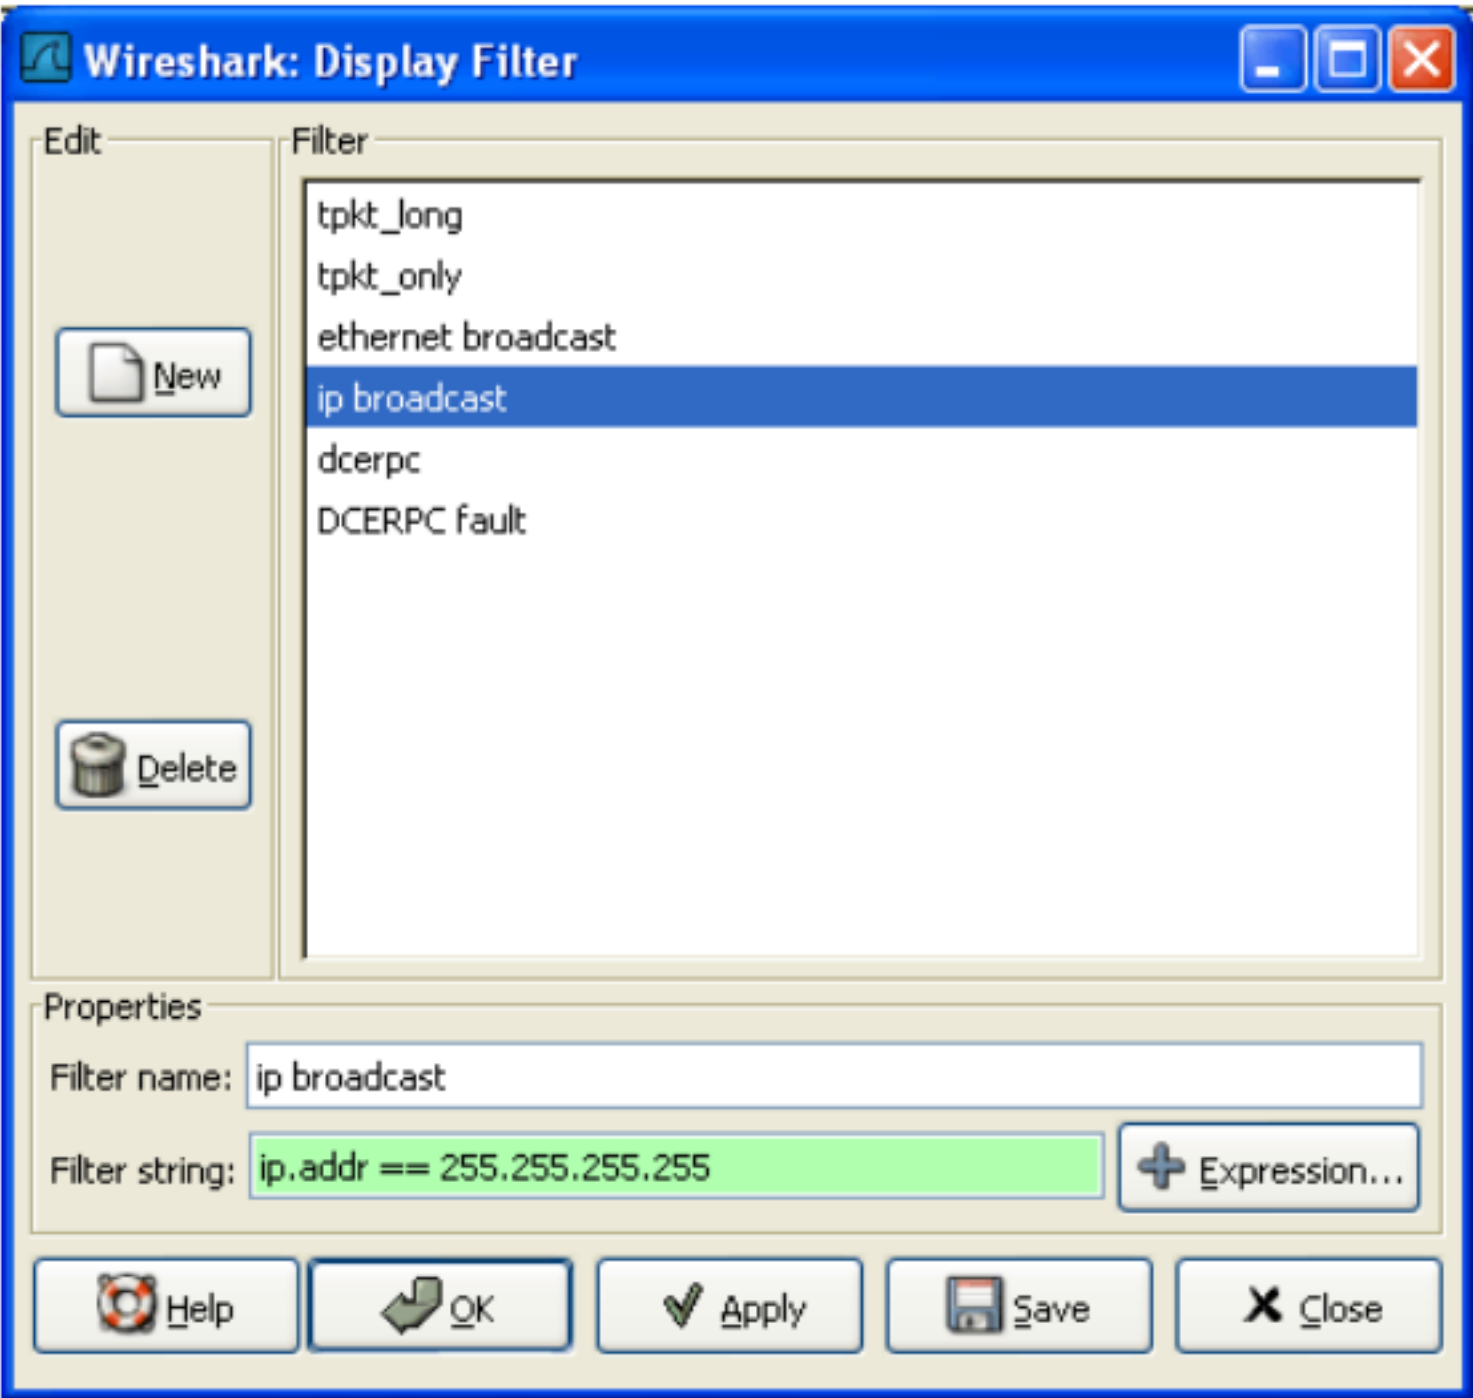 Wireshark: Display Filter
Edit
Filter
tpkt_long
tpkt_only
ethernet broadcast
ip broadcast
dcerpc
DCERPC fault
New
Delete
Properties
Filter name: ip broadcast
Filter string: ip.addr == 255.255.255.255 Expression...
Help OK Apply Save Close